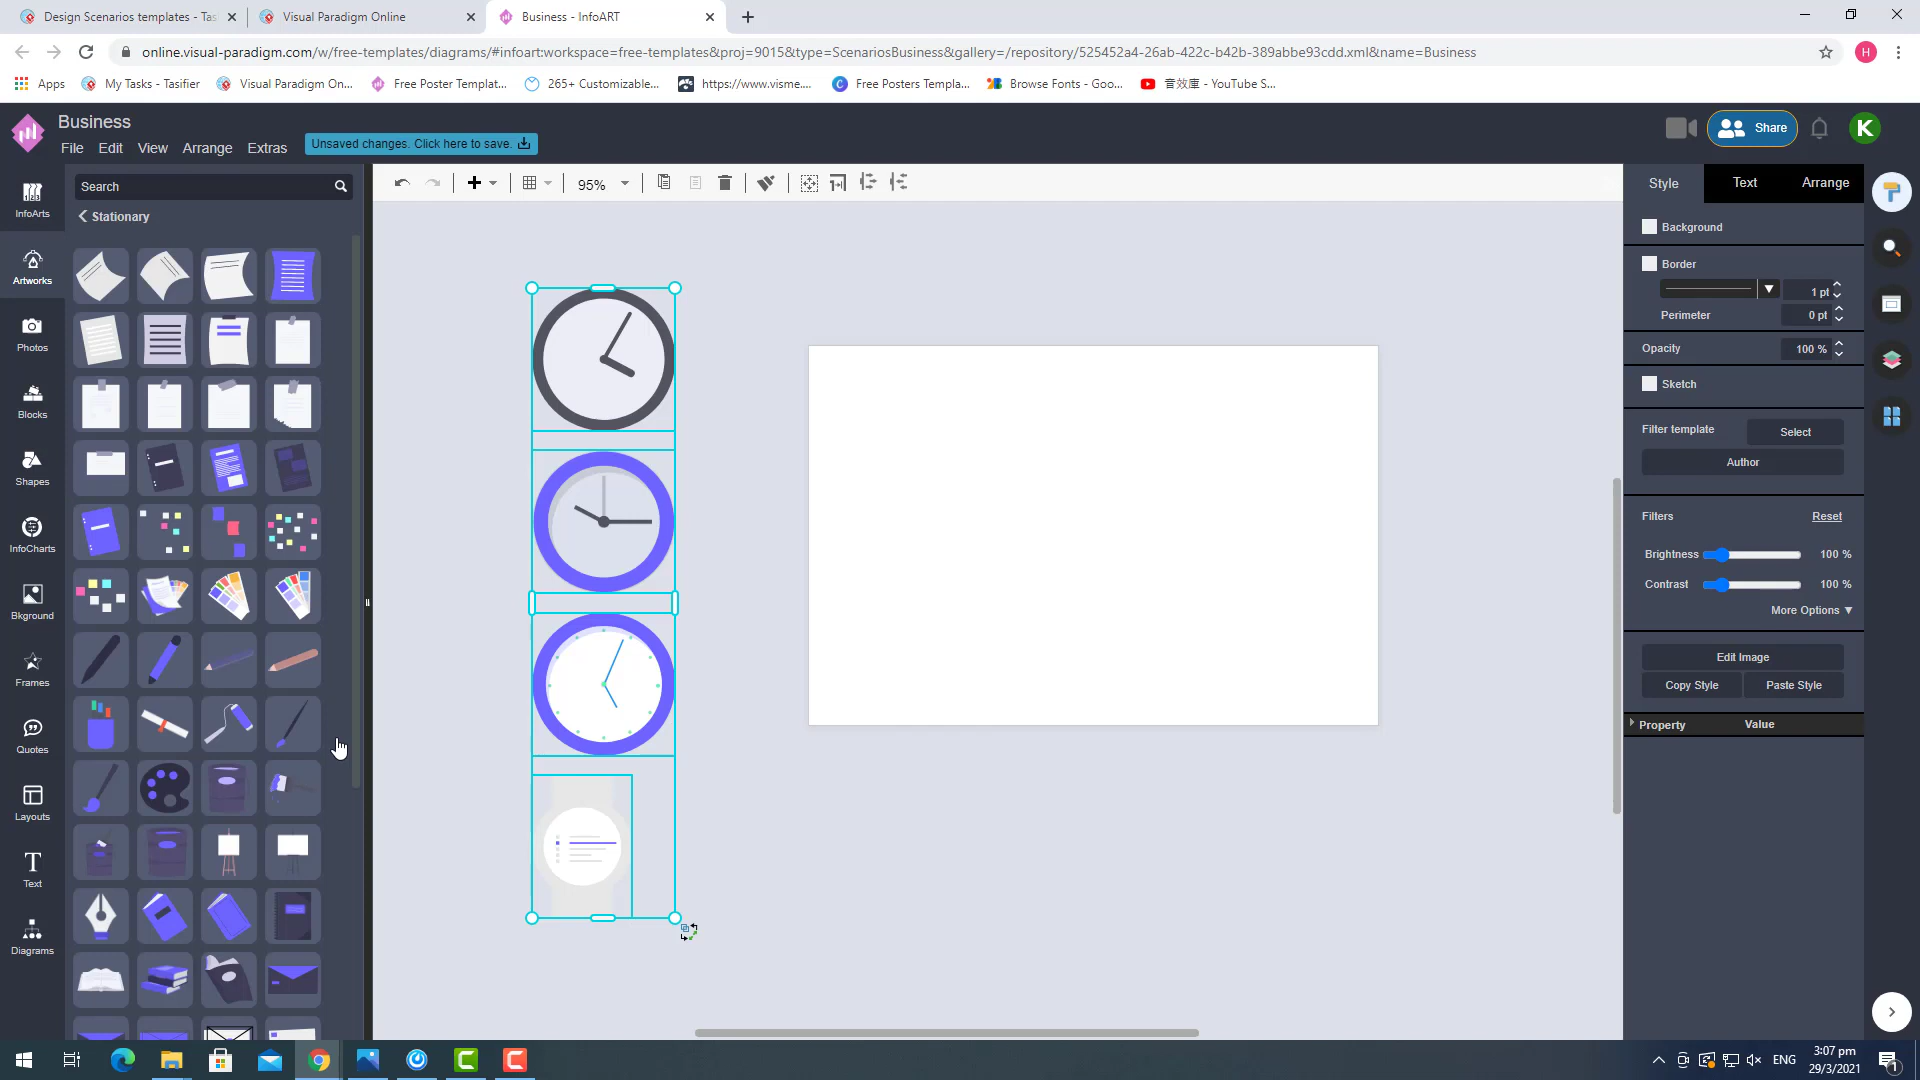 Design Scenarios templates - Tas
Visual Paradigm Online
Business - InfoART
online.visual-paradigm.com/w/free-templates/diagrams/#infoart:workspace=free-templates&proj=9015&type=ScenariosBusiness&gallery=/repository/525452a4-26ab-422c-b42b-389abbe93cdd.xml&name=Business
H
Apps
My Tasks - Tasifier
Visual Paradigm On...
Free Poster Templat...
265+ Customizable...
https://www.visme....
Free Posters Templa...
Browse Fonts - Goo...
音效庫 - YouTube S...
Business
File
Edit
View
Arrange
Extras
Unsaved changes. Click here to save.
Share
K
Search
Stationary
InfoArts
Artworks
Photos
Blocks
Shapes
InfoCharts
Bkground
Frames
Quotes
Layouts
Text
Diagrams
95%
Style
Text
Arrange
Background
Border
1 pt
Perimeter
0 pt
Opacity
100 %
Sketch
Filter template
Select
Author
Filters
Reset
Brightness
100 %
Contrast
100 %
More Options ▼
Edit Image
Copy Style
Paste Style
Property
Value
ENG
3:07 pm
29/3/2021
1